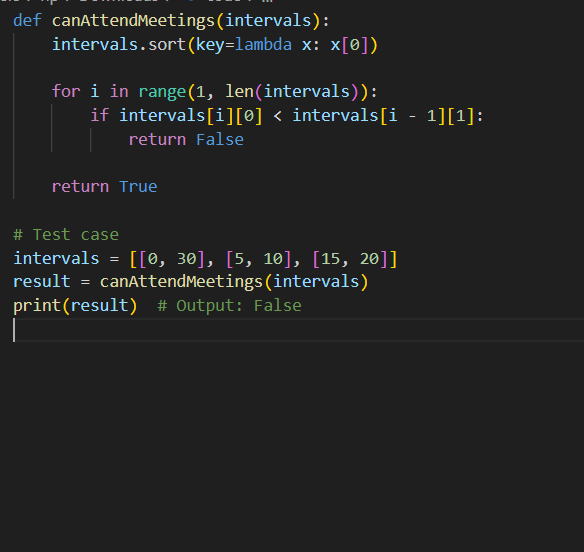 def canAttendMeetings(intervals):
    intervals.sort(key=lambda x: x[0])
    for i in range(1, len(intervals)):
        if intervals[i][0] < intervals[i - 1][1]:
            return False
    return True
# Test case
intervals = [[0, 30], [5, 10], [15, 20]]
result = canAttendMeetings(intervals)
print(result)  # Output: False